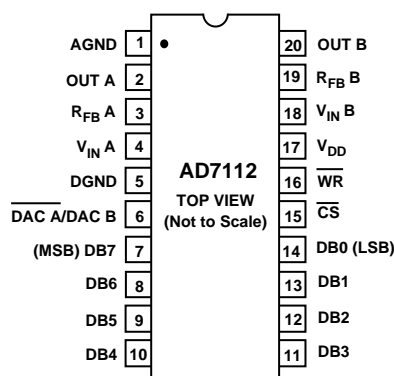 AGND 1 20 OUT B
OUT A 2 19 RFB B
RFB A 3 18 VIN B
VIN A 4 17 VDD
DGND 5 16 WR
DAC A/DAC B 6 15 CS
(MSB) DB7 7 14 DB0 (LSB)
DB6 8 13 DB1
DB5 9 12 DB2
DB4 10 11 DB3
AD7112
TOP VIEW
(Not to Scale)